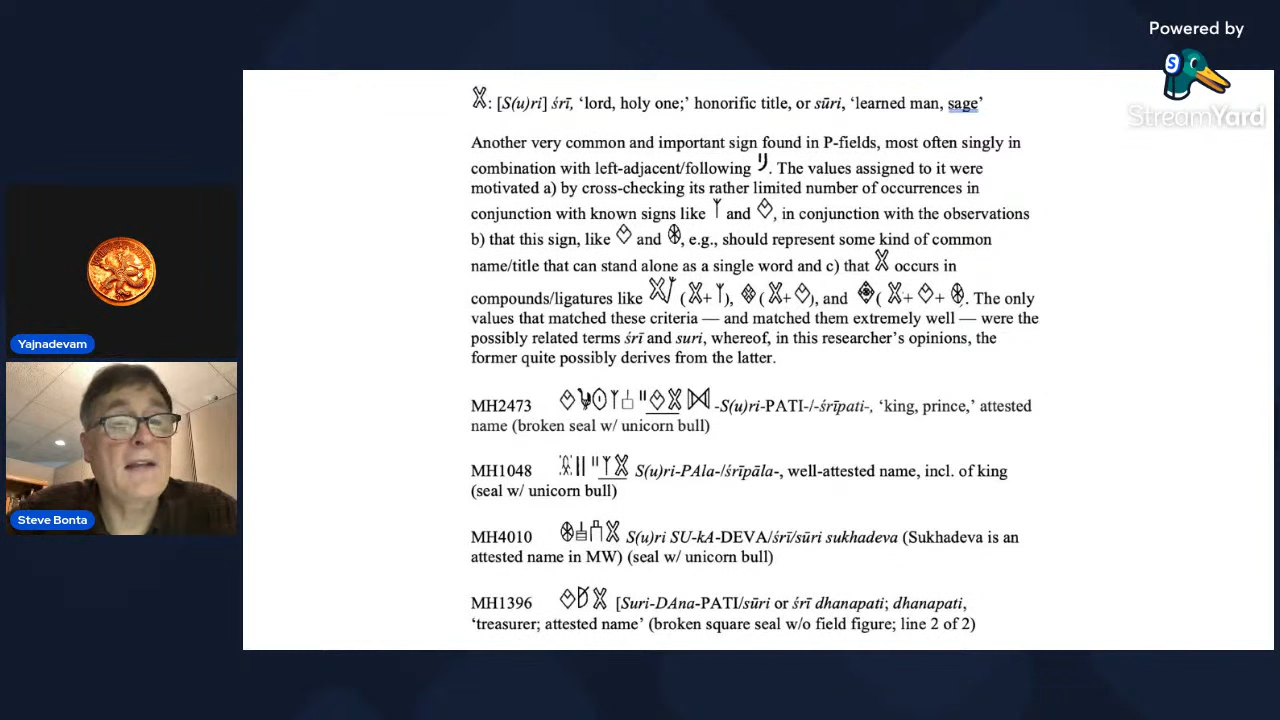 Powered by
StreamYard
: [S(u)ri] śrī, ‘lord, holy one;’ honorific title, or sūri, ‘learned man, sage’
Another very common and important sign found in P-fields, most often singly in
combination with left-adjacent/following . The values assigned to it were
motivated a) by cross-checking its rather limited number of occurrences in
conjunction with known signs like and , in conjunction with the observations
b) that this sign, like and , e.g., should represent some kind of common
name/title that can stand alone as a single word and c) that occurs in
compounds/ligatures like ( + ), ( + ), and ( + + . The only
values that matched these criteria — and matched them extremely well — were the
possibly related terms śrī and suri, whereof, in this researcher’s opinions, the
former quite possibly derives from the latter.
MH2473 -S(u)ri-PATI-/-śrīpati-, ‘king, prince,’ attested
name (broken seal w/ unicorn bull)
MH1048 S(u)ri-PAla-/śrīpāla-, well-attested name, incl. of king
(seal w/ unicorn bull)
MH4010 S(u)ri SU-kA-DEVA/śrī/sūri sukhadeva (Sukhadeva is an
attested name in MW) (seal w/ unicorn bull)
MH1396 [Suri-DAna-PATI/sūri or śrī dhanapati; dhanapati,
‘treasurer; attested name’ (broken square seal w/o field figure; line 2 of 2)
Yajnadevam
Steve Bonta